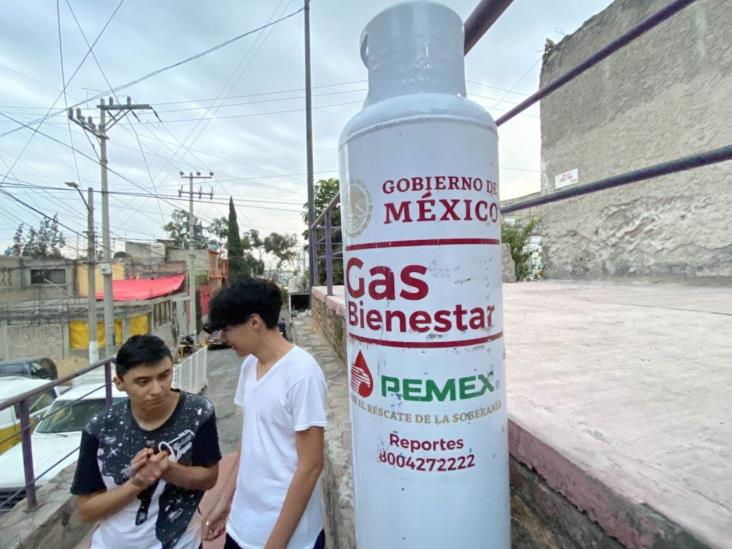 GOBIERNO DE
MÉXICO
Gas
Bienestar
PEMEX
POR EL RESCATE DE LA SOBERANÍA
Reportes
8004272222